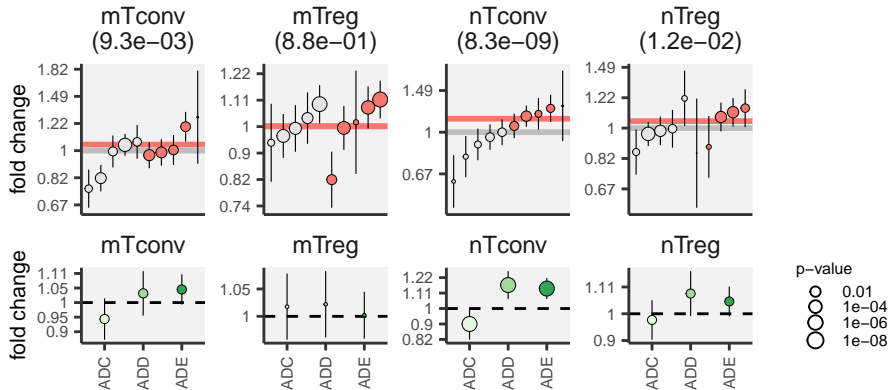 mTconv
(9.3e−03)
mTreg
(8.8e−01)
nTconv
(8.3e−09)
nTreg
(1.2e−02)
fold change
1.82
1.49
1.22
1
0.82
0.67
1.22
1.11
1
0.9
0.82
0.74
1.49
1
0.67
1.49
1.22
1
0.82
0.67
mTconv
mTreg
nTconv
nTreg
fold change
1.11
1.05
1
0.95
0.9
1.05
1
1.22
1.11
1
0.9
0.82
1.11
1
0.9
ADC
ADD
ADE
ADC
ADD
ADE
ADC
ADD
ADE
ADC
ADD
ADE
p−value
0.01
1e−04
1e−06
1e−08